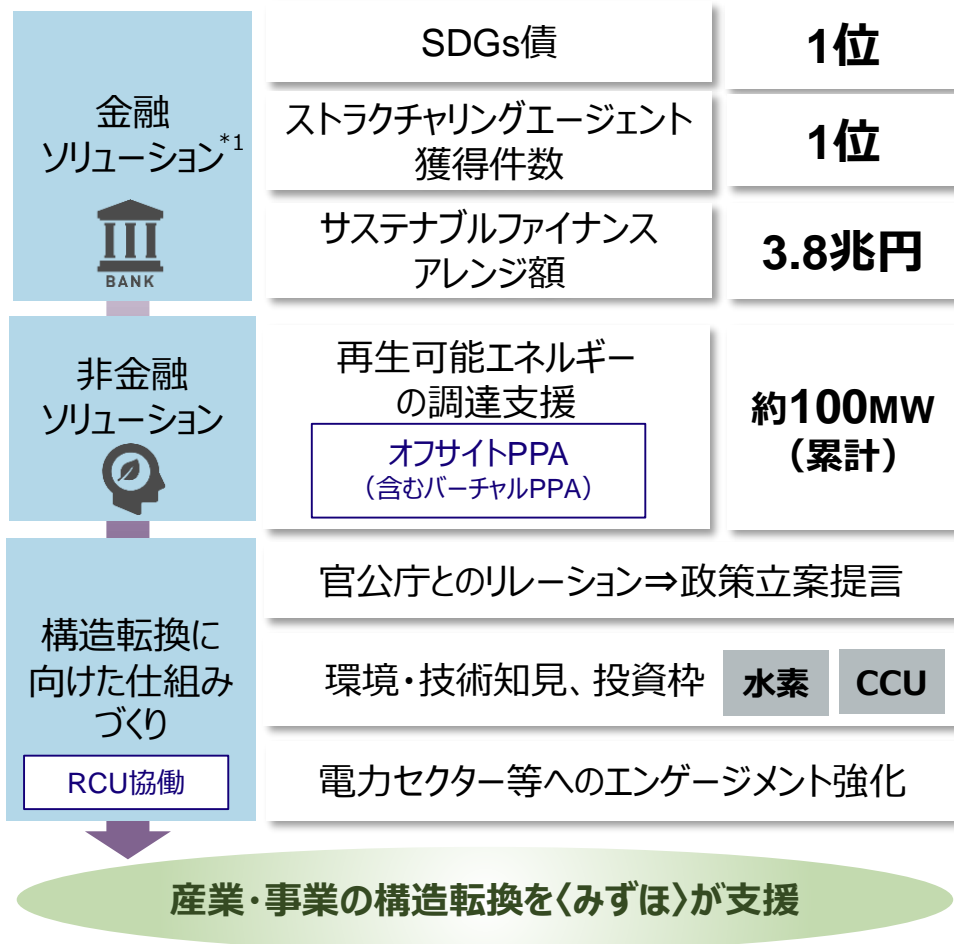 金融
ソリューション*1
BANK
SDGs債
1位
ストラクチャリングエージェント
獲得件数
1位
サステナブルファイナンス
アレンジ額
3.8兆円
非金融
ソリューション
再生可能エネルギー
の調達支援
オフサイトPPA
（含むバーチャルPPA）
約100MW
（累計）
構造転換に
向けた仕組み
づくり
RCU協働
官公庁とのリレーション⇒政策立案提言
環境・技術知見、投資枠 水素 CCU
電力セクター等へのエンゲージメント強化
産業・事業の構造転換を〈みずほ〉が支援